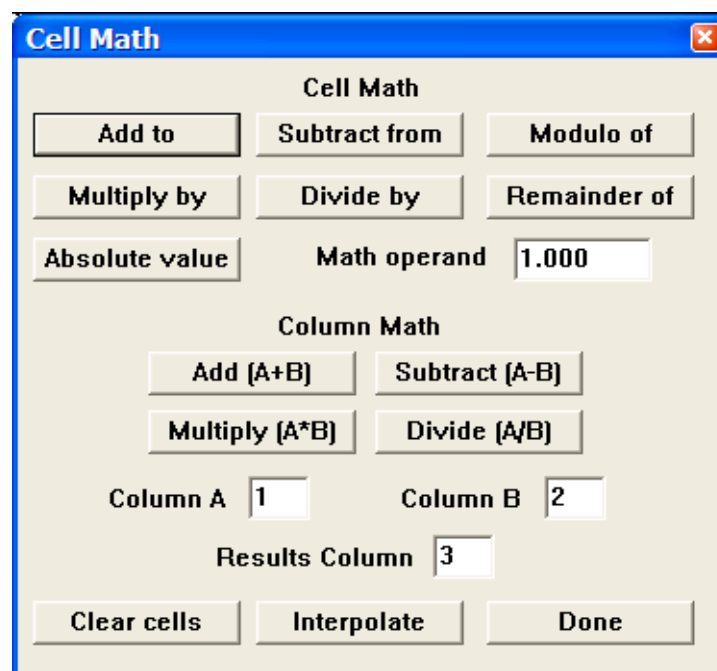 Cell Math
Cell Math
Add to Subtract from Modulo of
Multiply by Divide by Remainder of
Absolute value Math operand 1.000
Column Math
Add (A+B) Subtract (A-B)
Multiply (A*B) Divide (A/B)
Column A 1 Column B 2
Results Column 3
Clear cells Interpolate Done